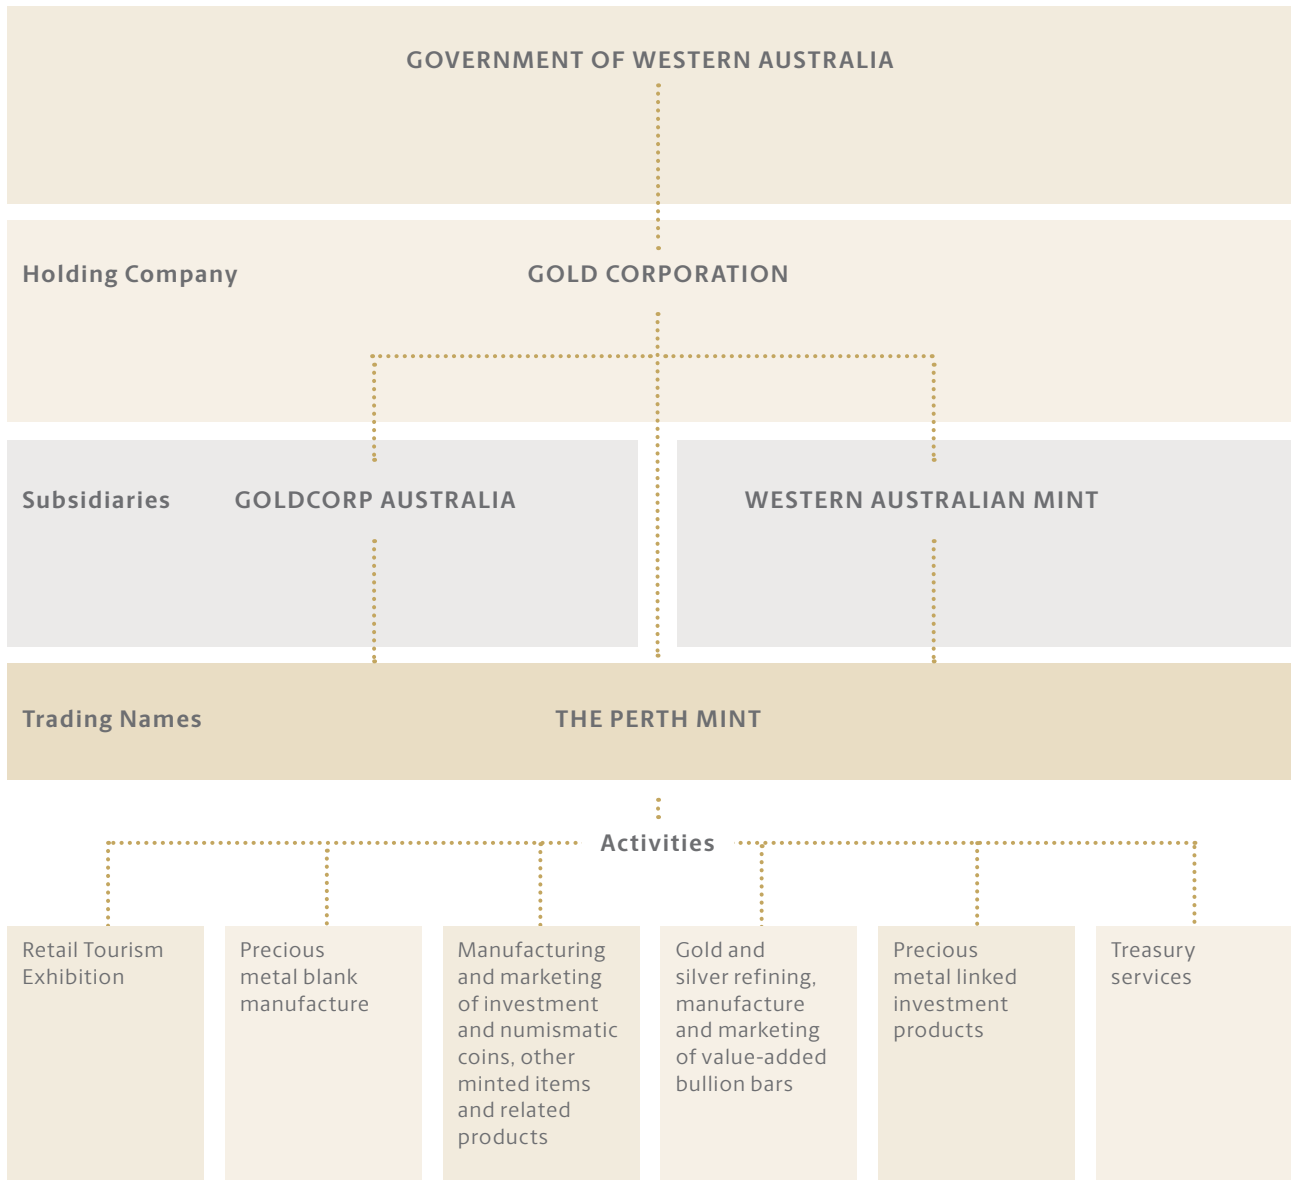 GOVERNMENT OF WESTERN AUSTRALIA
Holding Company
GOLD CORPORATION
Subsidiaries
GOLDCORP AUSTRALIA
WESTERN AUSTRALIAN MINT
Trading Names
THE PERTH MINT
Activities
Retail Tourism
Exhibition
Precious
metal blank
manufacture
Manufacturing
and marketing
of investment
and numismatic
coins, other
minted items
and related
products
Gold and
silver refining,
manufacture
and marketing
of value-added
bullion bars
Precious
metal linked
investment
products
Treasury
services